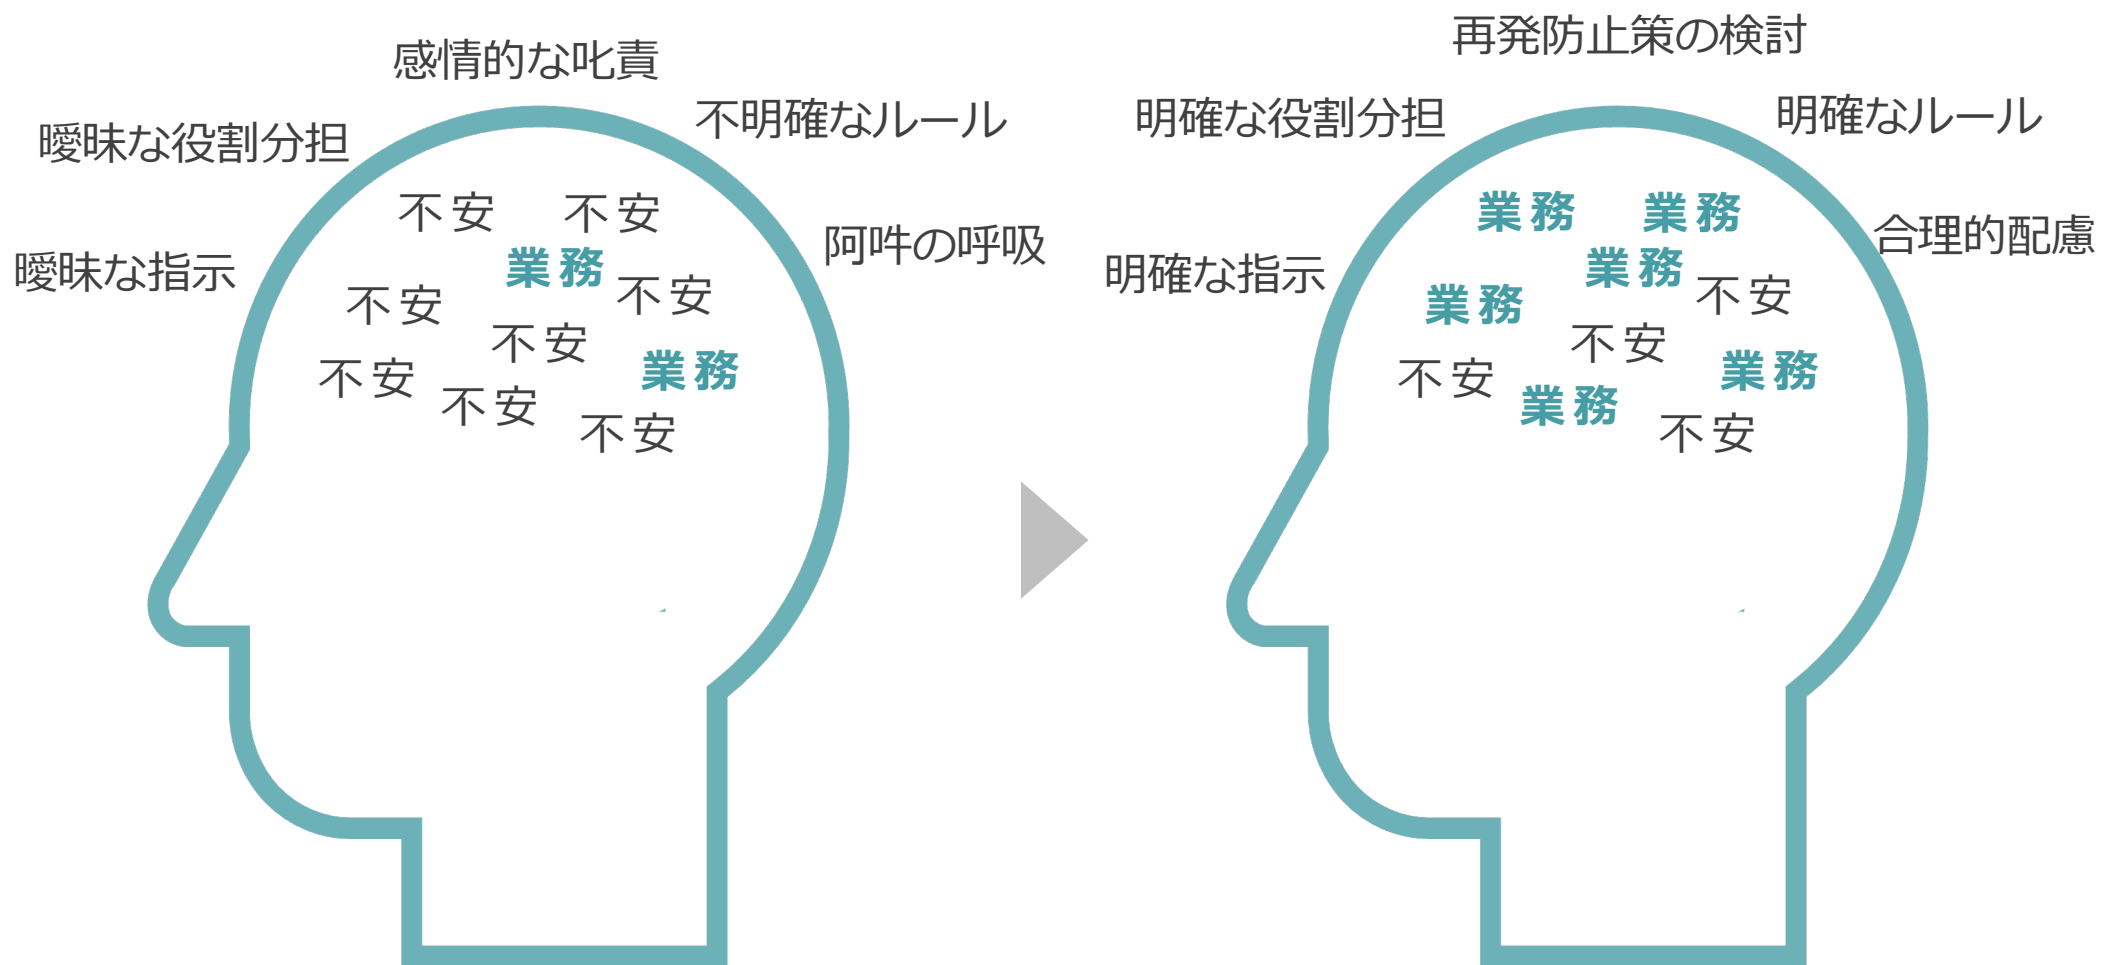 感情的な叱責
曖昧な役割分担
不明確なルール
曖昧な指示
阿吽の呼吸
不安 不安
業務
不安 不安
不安
不安 業務
不安
不安
再発防止策の検討
明確な役割分担
明確なルール
明確な指示
合理的配慮
業務 業務
業務
業務 不安
不安
不安 業務
業務
不安